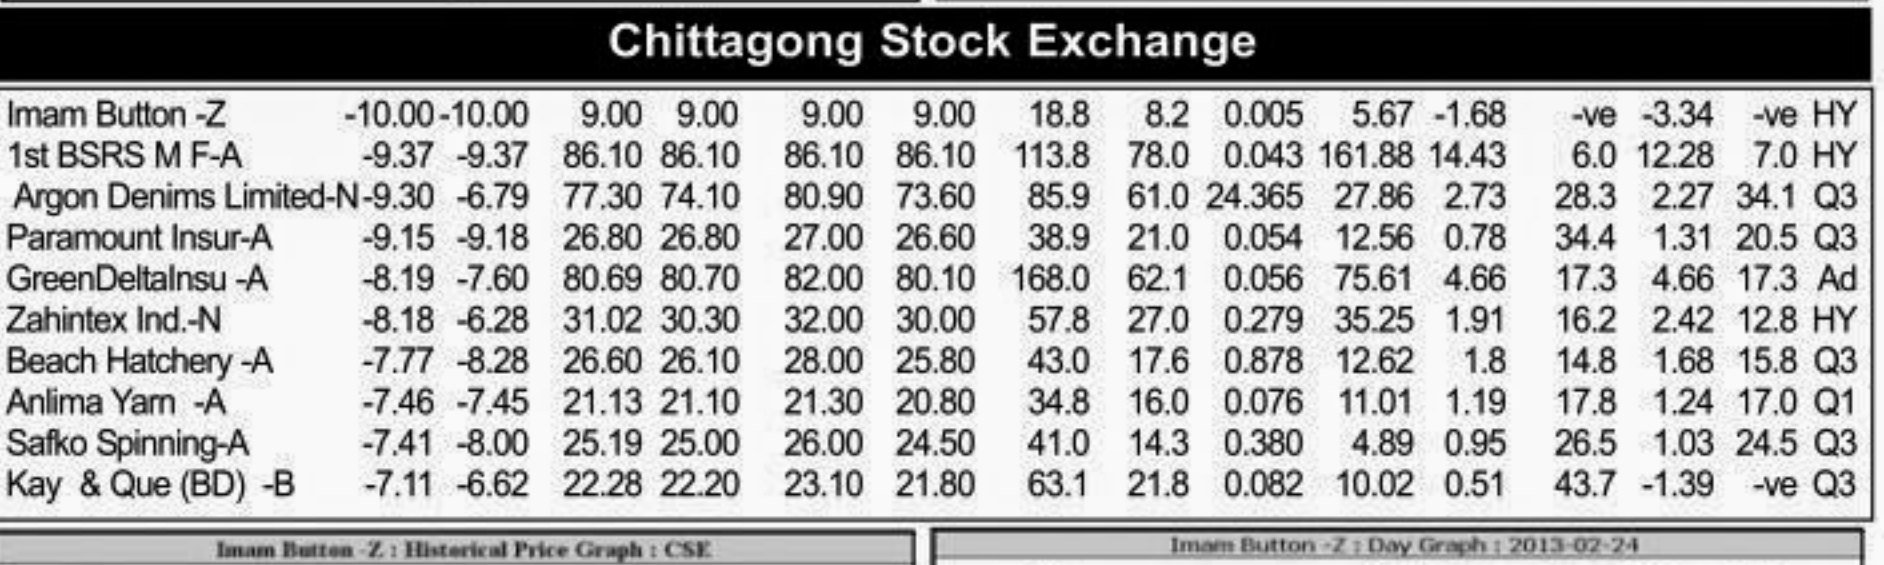 Chittagong Stock Exchange
Imam Button -Z -10.00 -10.00 9.00 9.00 9.00 9.00 18.8 8.2 0.005 5.67 -1.68 -ve -3.34 -ve HY
1st BSRS M F-A -9.37 -9.37 86.10 86.10 86.10 86.10 113.8 78.0 0.043 161.88 14.43 6.0 12.28 7.0 HY
Argon Denims Limited-N -9.30 -6.79 77.30 74.10 80.90 73.60 85.9 61.0 24.365 27.86 2.73 28.3 2.27 34.1 Q3
Paramount Insur-A -9.15 -9.18 26.80 26.80 27.00 26.60 38.9 21.0 0.054 12.56 0.78 34.4 1.31 20.5 Q3
GreenDeltaInsu -A -8.19 -7.60 80.69 80.70 82.00 80.10 168.0 62.1 0.056 75.61 4.66 17.3 4.66 17.3 Ad
Zahintex Ind.-N -8.18 -6.28 31.02 30.30 32.00 30.00 57.8 27.0 0.279 35.25 1.91 16.2 2.42 12.8 HY
Beach Hatchery -A -7.77 -8.28 26.60 26.10 28.00 25.80 43.0 17.6 0.878 12.62 1.8 14.8 1.68 15.8 Q3
Anlima Yarn -A -7.46 -7.45 21.13 21.10 21.30 20.80 34.8 16.0 0.076 11.01 1.19 17.8 1.24 17.0 Q1
Safko Spinning-A -7.41 -8.00 25.19 25.00 26.00 24.50 41.0 14.3 0.380 4.89 0.95 26.5 1.03 24.5 Q3
Kay & Que (BD) -B -7.11 -6.62 22.28 22.20 23.10 21.80 63.1 21.8 0.082 10.02 0.51 43.7 -1.39 -ve Q3
Imam Button -Z : Historical Price Graph : CSE
Imam Button -Z : Day Graph : 2013-02-24